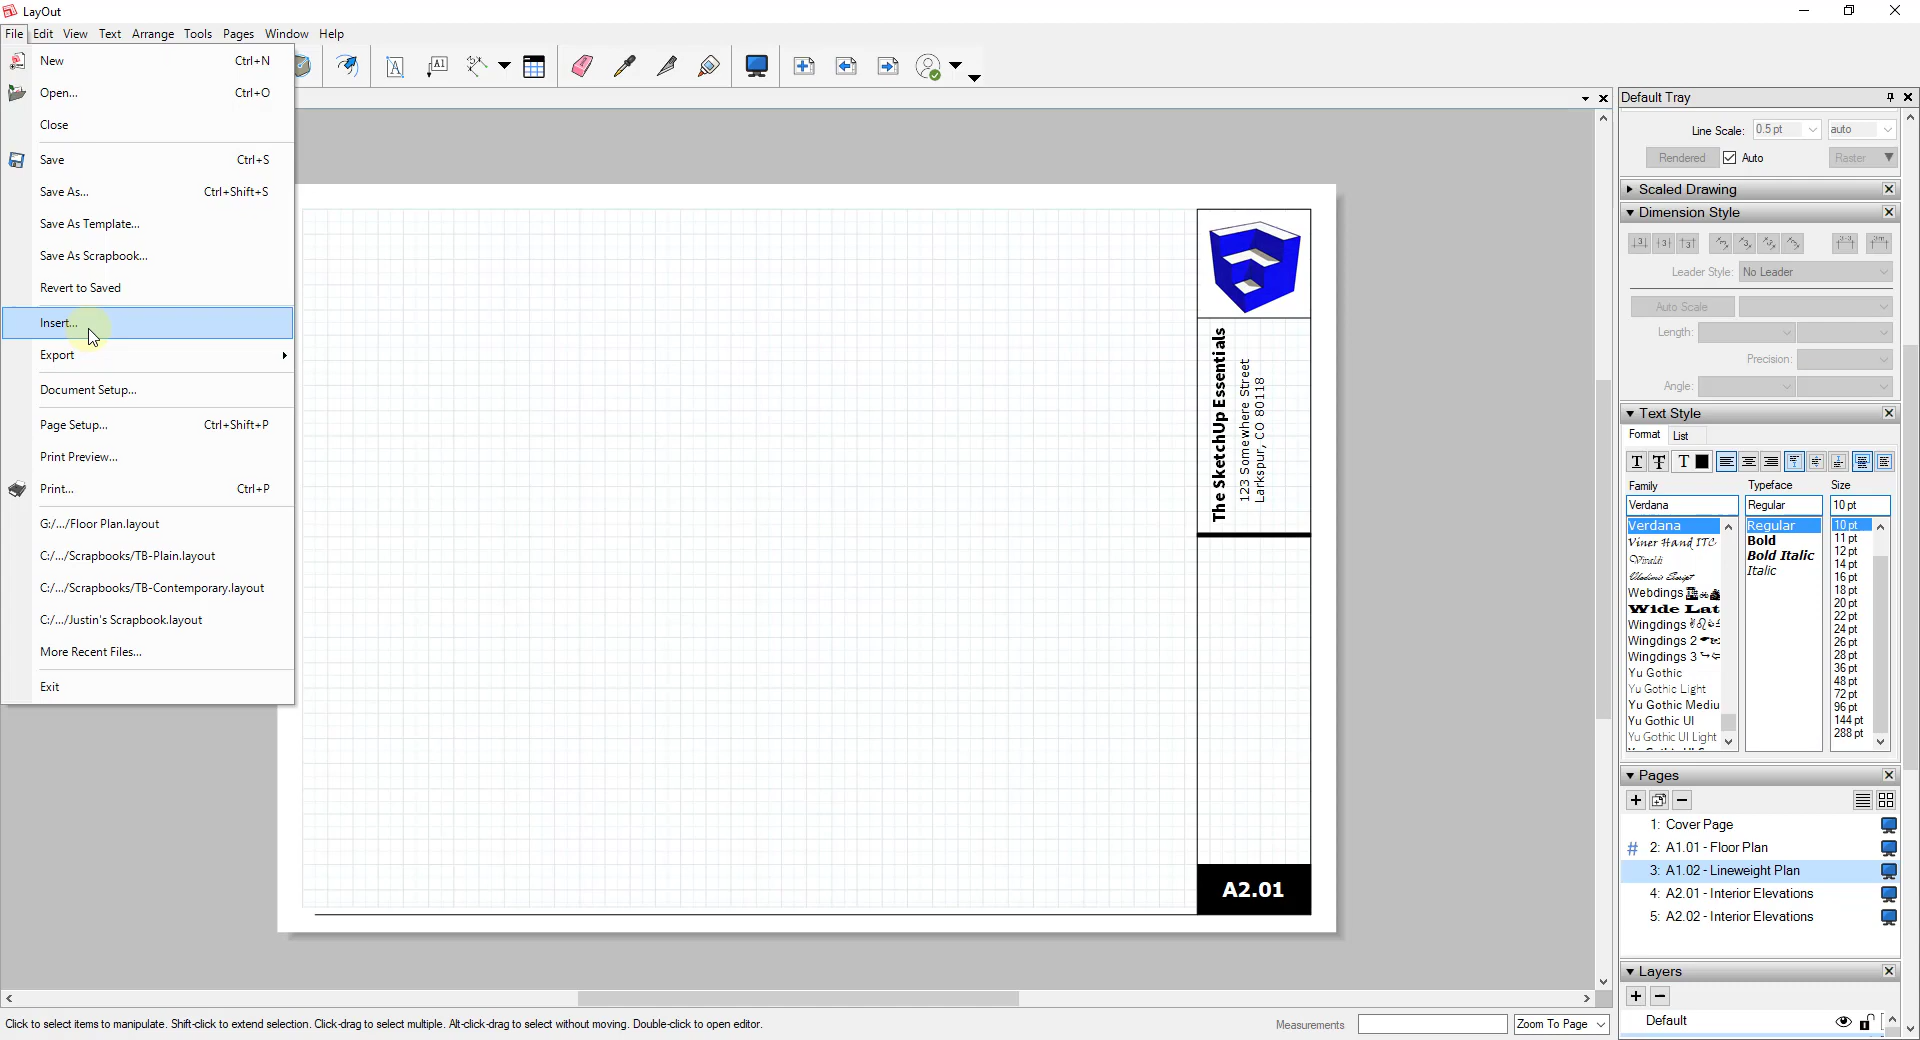 LayOut
File Edit View Text Arrange Tools Pages Window Help
New Ctrl+N
Open... Ctrl+O
Close
Save Ctrl+S
Save As... Ctrl+Shift+S
Save As Template...
Save As Scrapbook...
Revert to Saved
Insert...
Export
Document Setup...
Page Setup... Ctrl+Shift+P
Print Preview...
Print... Ctrl+P
G:/.../Floor Plan.layout
C:/.../Scrapbooks/TB-Plain.layout
C:/.../Scrapbooks/TB-Contemporary.layout
C:/.../Justin's Scrapbook.layout
More Recent Files...
Exit
The SketchUp Essentials
123 Somewhere Street
Larkspur, CO 80118
A2.01
Default Tray
Line Scale: 0.5 pt auto
Rendered Auto Raster
Scaled Drawing
Dimension Style
Leader Style: No Leader
Auto Scale
Length:
Precision:
Angle:
Text Style
Format List
Family Typeface Size
Verdana Regular 10 pt
Verdana Regular 10 pt
Viner Hand ITC Bold 11 pt
Vivaldi Bold Italic 12 pt
Vladimir Script Italic 14 pt
Webdings 16 pt
Wide Lat 18 pt
Wingdings 20 pt
Wingdings 2 22 pt
Wingdings 3 24 pt
Yu Gothic 26 pt
Yu Gothic Light 28 pt
Yu Gothic Mediu 36 pt
Yu Gothic UI 48 pt
Yu Gothic UI Light 72 pt
96 pt
144 pt
288 pt
Pages
1: Cover Page
# 2: A1.01 - Floor Plan
3: A1.02 - Lineweight Plan
4: A2.01 - Interior Elevations
5: A2.02 - Interior Elevations
Layers
Default
Click to select items to manipulate. Shift-click to extend selection. Click-drag to select multiple. Alt-click-drag to select without moving. Double-click to open editor.
Measurements Zoom To Page